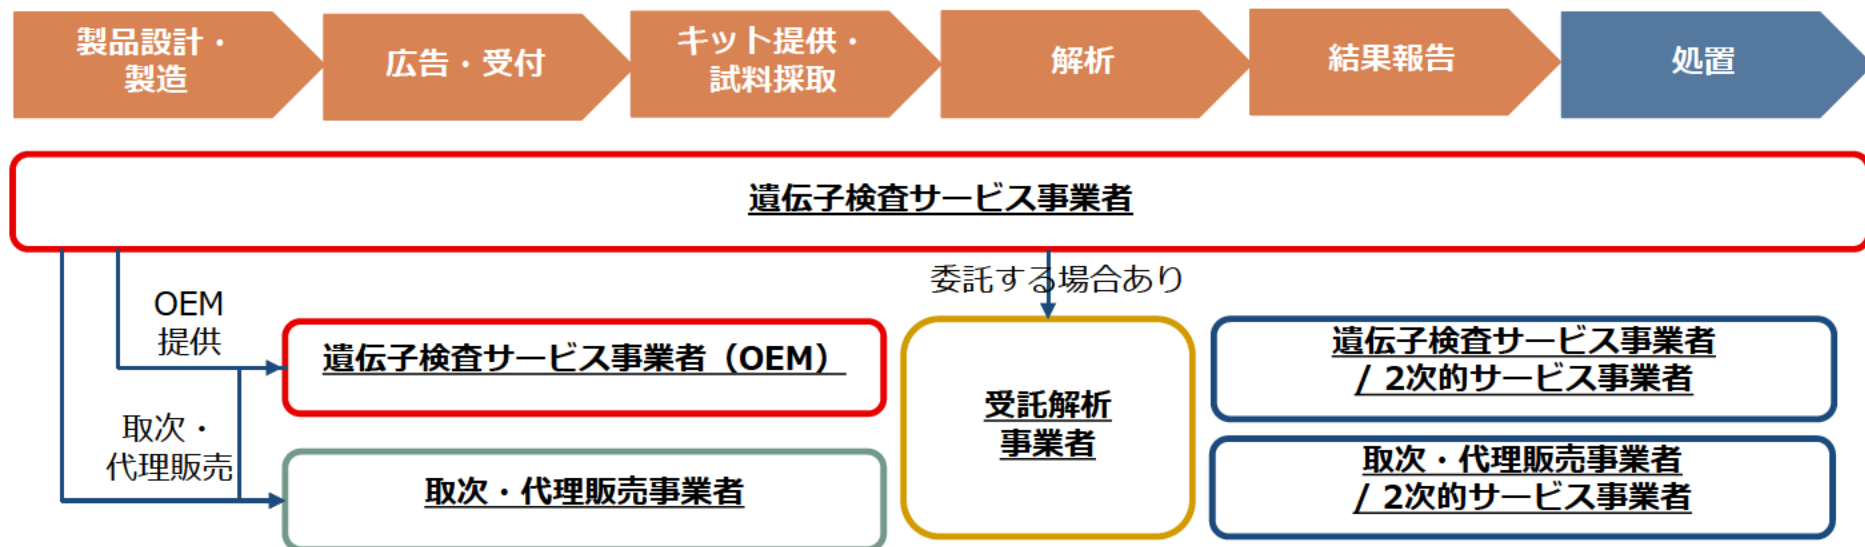 製品設計・
製造
広告・受付
キット提供・
試料採取
解析
結果報告
処置
遺伝子検査サービス事業者
OEM
提供
委託する場合あり
遺伝子検査サービス事業者（OEM）
取次・
代理販売
取次・代理販売事業者
受託解析
事業者
遺伝子検査サービス事業者
/ 2次的サービス事業者
取次・代理販売事業者
/ 2次的サービス事業者